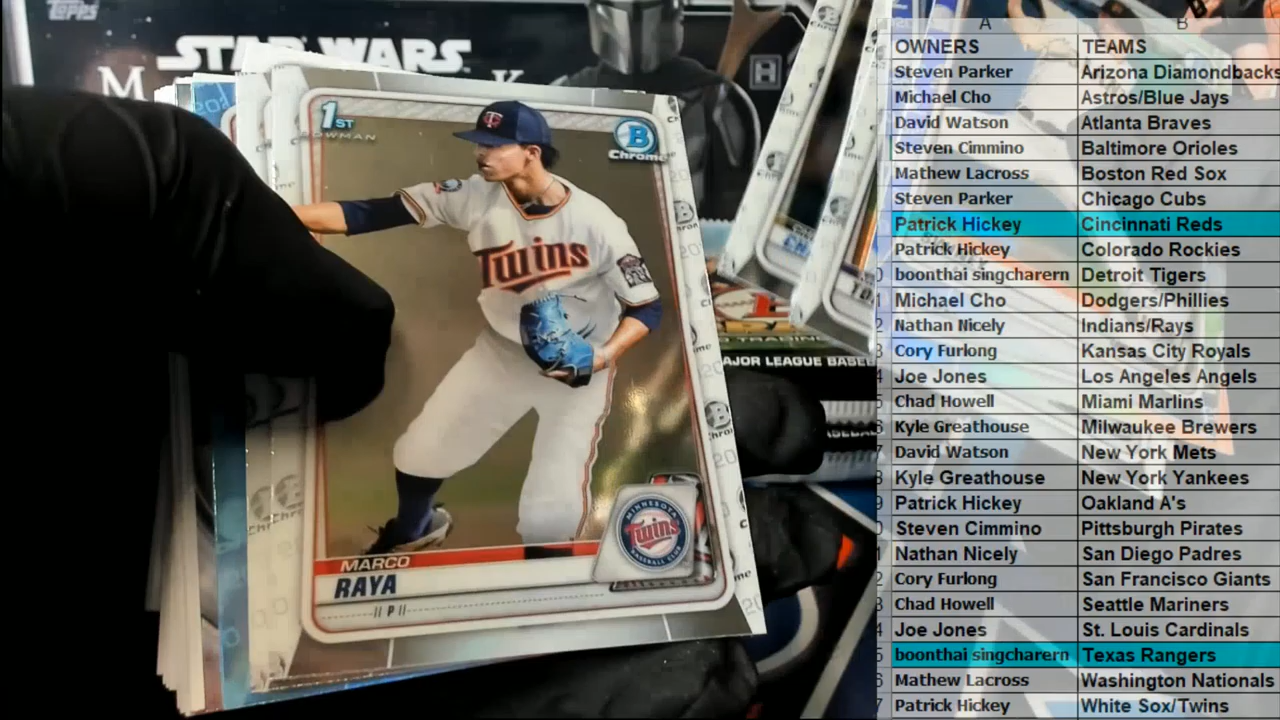 Topps
STAR WARS
M K
H
1ST
BOWMAN
B
Chrome
Twins
MINNESOTA
Twins
BASEBALL CLUB
MARCO
RAYA
P
TRADING
MAJOR LEAGUE BASEB
A B
OWNERS TEAMS
Steven Parker Arizona Diamondbacks
Michael Cho Astros/Blue Jays
David Watson Atlanta Braves
Steven Cimmino Baltimore Orioles
Mathew Lacross Boston Red Sox
Steven Parker Chicago Cubs
Patrick Hickey Cincinnati Reds
Patrick Hickey Colorado Rockies
boonthai singcharern Detroit Tigers
Michael Cho Dodgers/Phillies
Nathan Nicely Indians/Rays
Cory Furlong Kansas City Royals
Joe Jones Los Angeles Angels
Chad Howell Miami Marlins
Kyle Greathouse Milwaukee Brewers
David Watson New York Mets
Kyle Greathouse New York Yankees
Patrick Hickey Oakland A's
Steven Cimmino Pittsburgh Pirates
Nathan Nicely San Diego Padres
Cory Furlong San Francisco Giants
Chad Howell Seattle Mariners
Joe Jones St. Louis Cardinals
boonthai singcharern Texas Rangers
Mathew Lacross Washington Nationals
Patrick Hickey White Sox/Twins